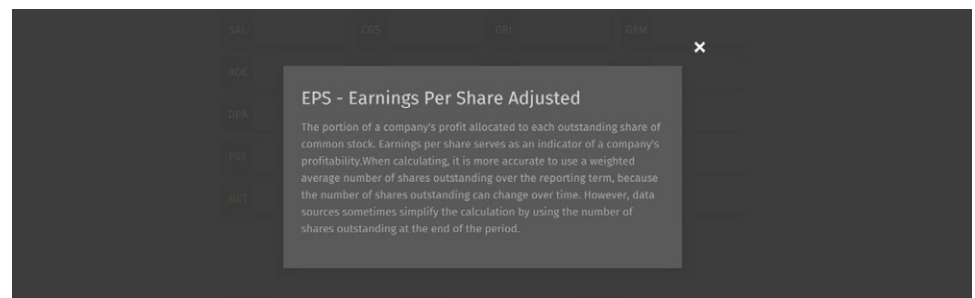 SAL CGS GRI GRM
×
RDE
EPS - Earnings Per Share Adjusted
DPA
The portion of a company's profit allocated to each outstanding share of
common stock. Earnings per share serves as an indicator of a company's
PRE
profitability.When calculating, it is more accurate to use a weighted
average number of shares outstanding over the reporting term, because
NET
the number of shares outstanding can change over time. However, data
sources sometimes simplify the calculation by using the number of
shares outstanding at the end of the period.